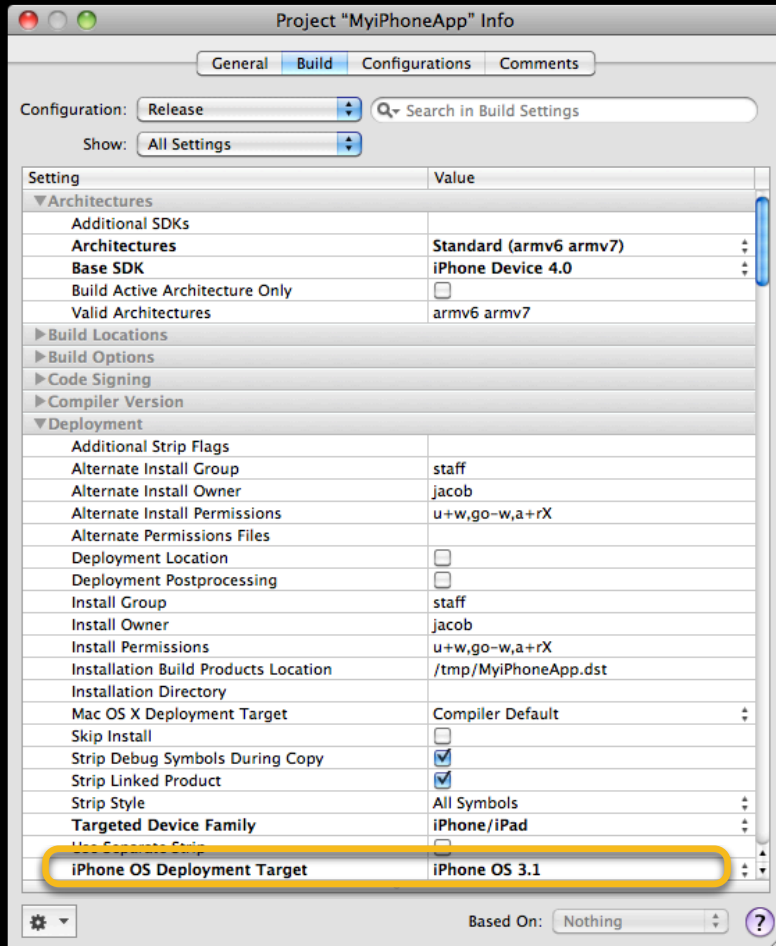 Project “MyiPhoneApp” Info
General Build Configurations Comments
Configuration: Release Search in Build Settings
Show: All Settings
Setting Value
Architectures
Additional SDKs
Architectures Standard (armv6 armv7)
Base SDK iPhone Device 4.0
Build Active Architecture Only
Valid Architectures armv6 armv7
Build Locations
Build Options
Code Signing
Compiler Version
Deployment
Additional Strip Flags
Alternate Install Group staff
Alternate Install Owner jacob
Alternate Install Permissions u+w,go-w,a+rX
Alternate Permissions Files
Deployment Location
Deployment Postprocessing
Install Group staff
Install Owner jacob
Install Permissions u+w,go-w,a+rX
Installation Build Products Location /tmp/MyiPhoneApp.dst
Installation Directory
Mac OS X Deployment Target Compiler Default
Skip Install
Strip Debug Symbols During Copy
Strip Linked Product
Strip Style All Symbols
Targeted Device Family iPhone/iPad
Use Separate Strip
iPhone OS Deployment Target iPhone OS 3.1
Based On: Nothing ?